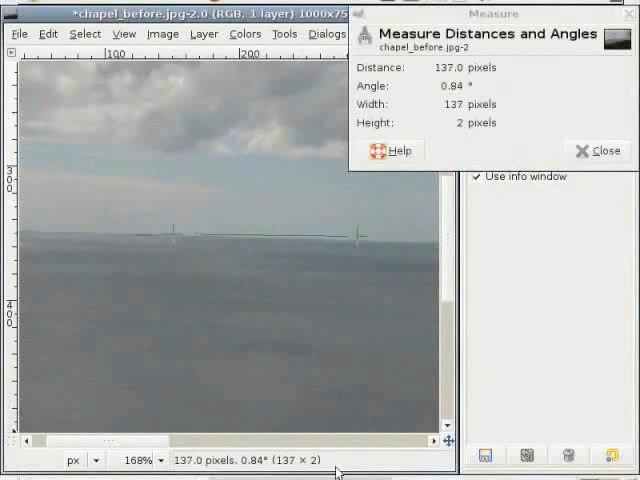 *chapel_before.jpg-2.0 (RGB, 1 layer) 1000x75
Measure
File Edit Select View Image Layer Colors Tools Dialogs
Measure Distances and Angles
chapel_before.jpg-2
100 200
Distance: 137.0 pixels
Angle: 0.84 °
Width: 137 pixels
Height: 2 pixels
Help Close
Use info window
300
400
px 168% 137.0 pixels. 0.84° (137 × 2)